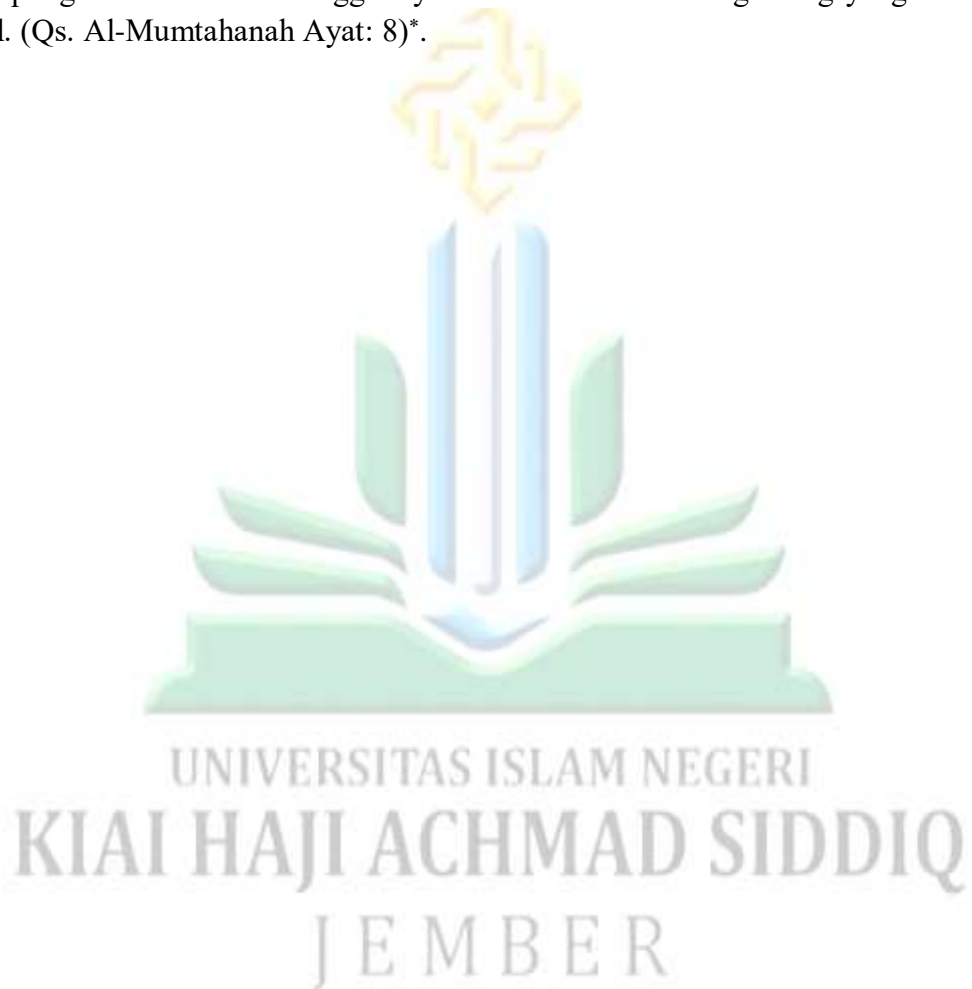 l. (Qs. Al-Mumtahanah Ayat: 8)*.
UNIVERSITAS ISLAM NEGERI
KIAI HAJI ACHMAD SIDDIQ
JEMBER